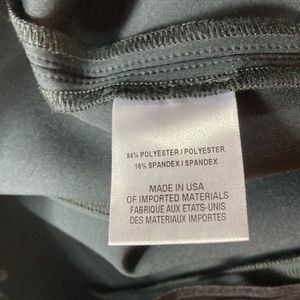 84% POLYESTER / POLYESTER
16% SPANDEX / SPANDEX
MADE IN USA
OF IMPORTED MATERIALS
FABRIQUE AUX ETATS-UNIS
DES MATERIAUX IMPORTES